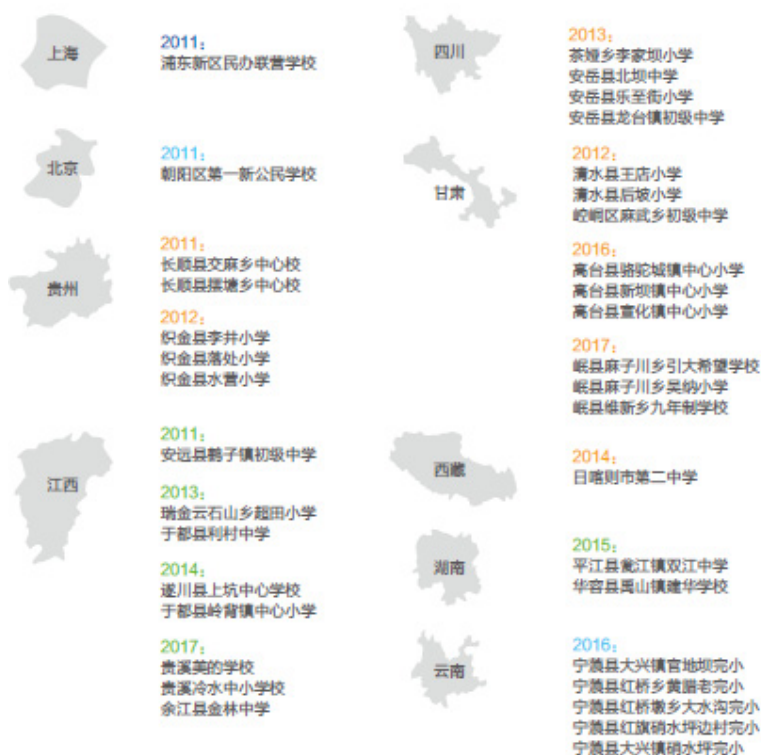 上海
2011：
浦东新区民办联营学校
北京
2011：
朝阳区第一新公民学校
贵州
2011：
长顺县交麻乡中心校
长顺县摆塘乡中心校
2012：
织金县李井小学
织金县落处小学
织金县水营小学
江西
2011：
安远县鹤子镇初级中学
2013：
瑞金云石山乡超田小学
于都县利村中学
2014：
遂川县上坑中心学校
于都县岭背镇中心小学
2017：
贵溪美的学校
贵溪冷水中小学校
余江县金林中学
四川
2013：
茶娅乡李家坝小学
安岳县北坝中学
安岳县乐至街小学
安岳县龙台镇初级中学
甘肃
2012：
清水县王店小学
清水县后坡小学
崆峒区麻武乡初级中学
2016：
高台县骆驼城镇中心小学
高台县新坝镇中心小学
高台县宣化镇中心小学
2017：
岷县麻子川乡引大希望学校
岷县麻子川乡吴纳小学
岷县维新乡九年制学校
西藏
2014：
日喀则市第二中学
湖南
2015：
平江县瓮江镇双江中学
华容县禹山镇建华学校
云南
2016：
宁蒗县大兴镇官地坝完小
宁蒗县红桥乡黄腊老完小
宁蒗县红桥墩乡大水沟完小
宁蒗县红旗硝水坪边村完小
宁蒗县大兴镇硝水坪完小